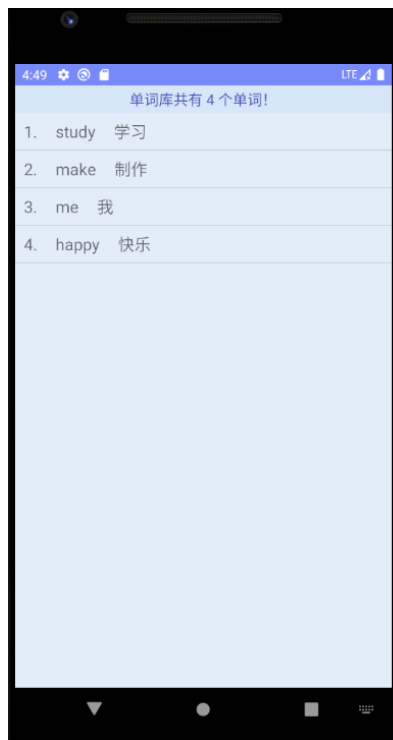 4:49 LTE
单词库共有 4 个单词!
1. study 学习
2. make 制作
3. me 我
4. happy 快乐